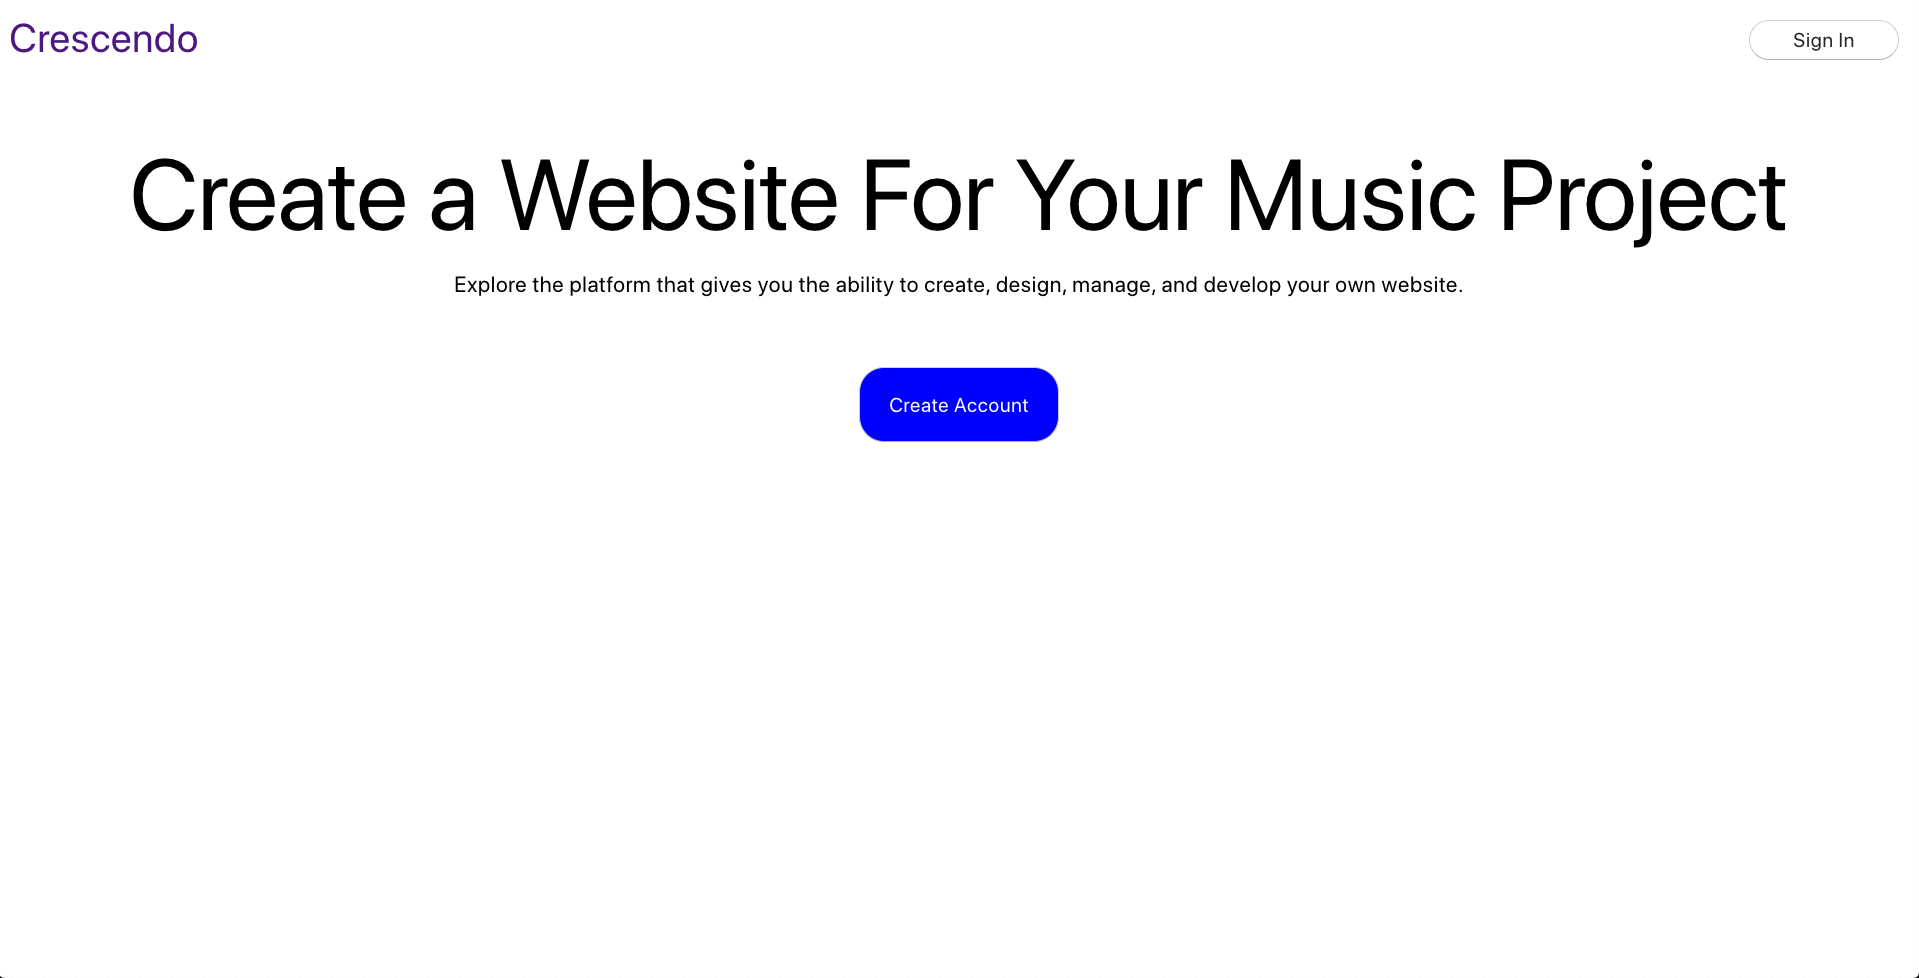 Crescendo
Sign In
Create a Website For Your Music Project
Explore the platform that gives you the ability to create, design, manage, and develop your own website.
Create Account